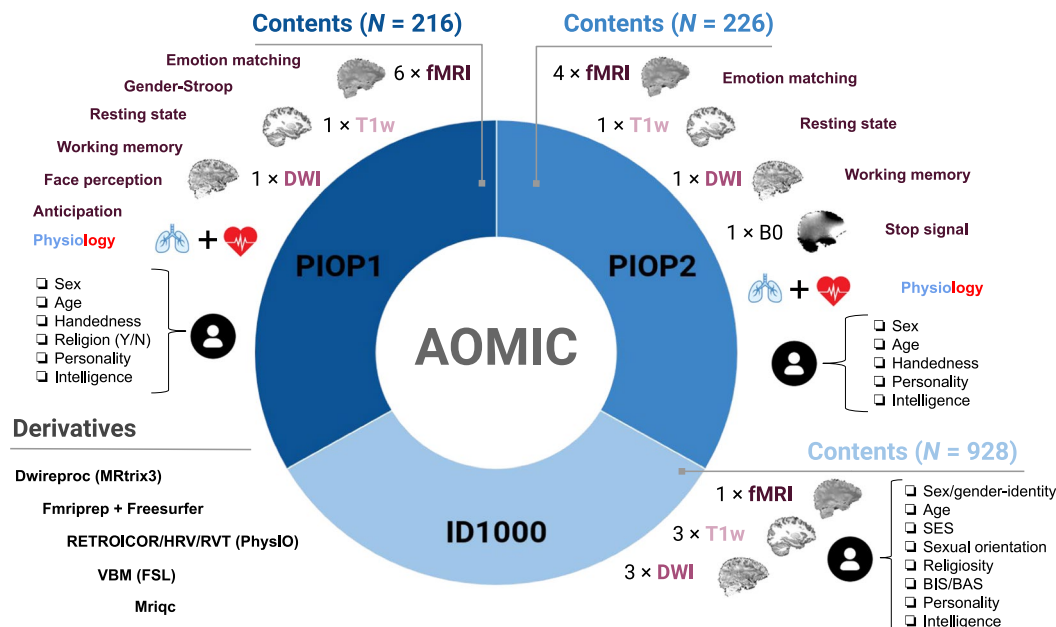 Contents (N = 216)
Emotion matching
Gender-Stroop
Resting state
Working memory
Face perception
Anticipation
Physiology
6 × fMRI
1 × T1w
1 × DWI
+
❏ Sex
❏ Age
❏ Handedness
❏ Religion (Y/N)
❏ Personality
❏ Intelligence
PIOP1
Contents (N = 226)
4 × fMRI
1 × T1w
1 × DWI
1 × B0
+
Emotion matching
Resting state
Working memory
Stop signal
Physiology
❏ Sex
❏ Age
❏ Handedness
❏ Personality
❏ Intelligence
PIOP2
AOMIC
Derivatives
Dwireproc (MRtrix3)
Fmriprep + Freesurfer
RETROICOR/HRV/RVT (PhysIO)
VBM (FSL)
Mriqc
ID1000
Contents (N = 928)
1 × fMRI
3 × T1w
3 × DWI
❏ Sex/gender-identity
❏ Age
❏ SES
❏ Sexual orientation
❏ Religiosity
❏ BIS/BAS
❏ Personality
❏ Intelligence